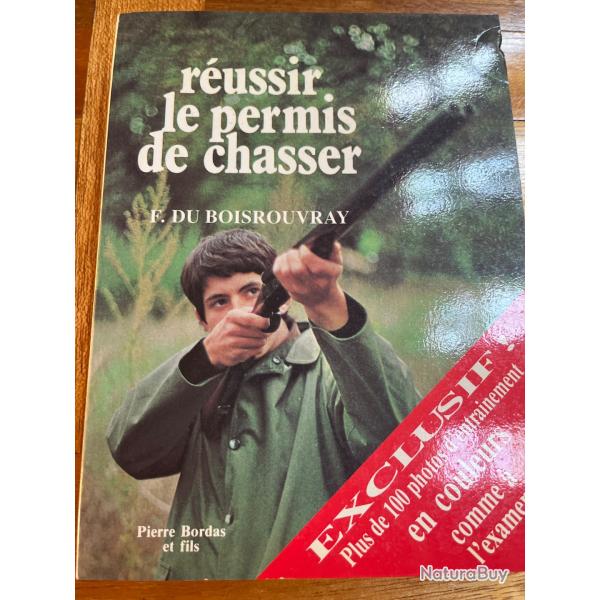 réussir
le permis
de chasser
F. DU BOISROUVRAY
EXCLUSIF
Plus de 100 photos d'entrainement
en couleurs
comme
l'examen
Pierre Bordas
et fils
NaturaBuy